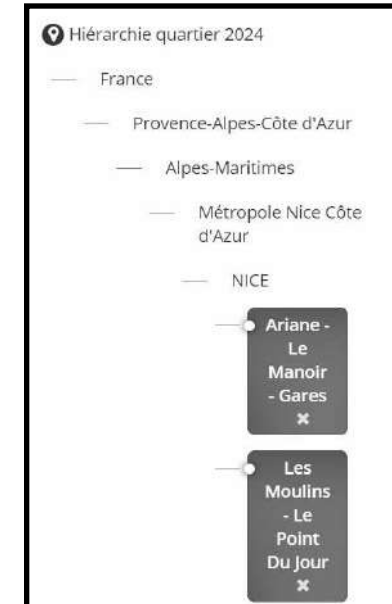 Hiérarchie quartier 2024
France
Provence-Alpes-Côte d'Azur
Alpes-Maritimes
Métropole Nice Côte
d'Azur
NICE
Ariane -
Le
Manoir
- Gares
Les
Moulins
- Le
Point
Du Jour